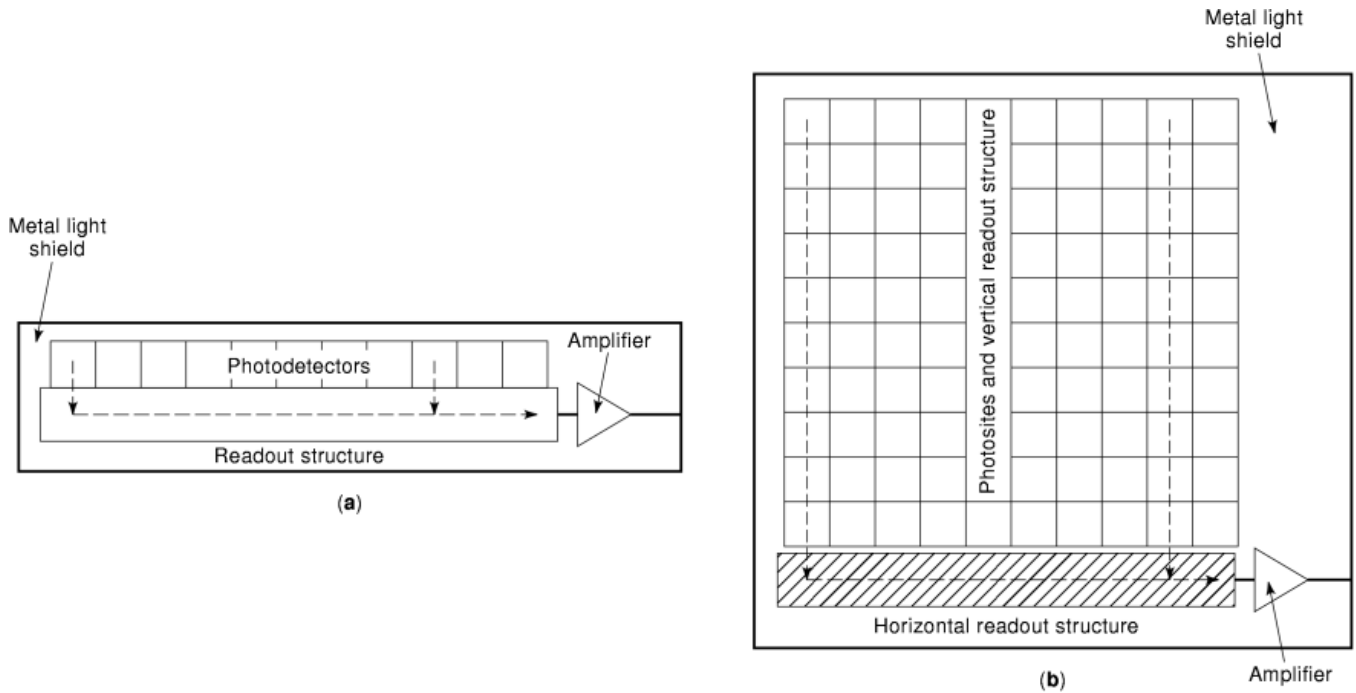 Metal light
shield
Photodetectors
Amplifier
Readout structure
(a)
Metal light
shield
Photosites and vertical readout structure
Horizontal readout structure
Amplifier
(b)